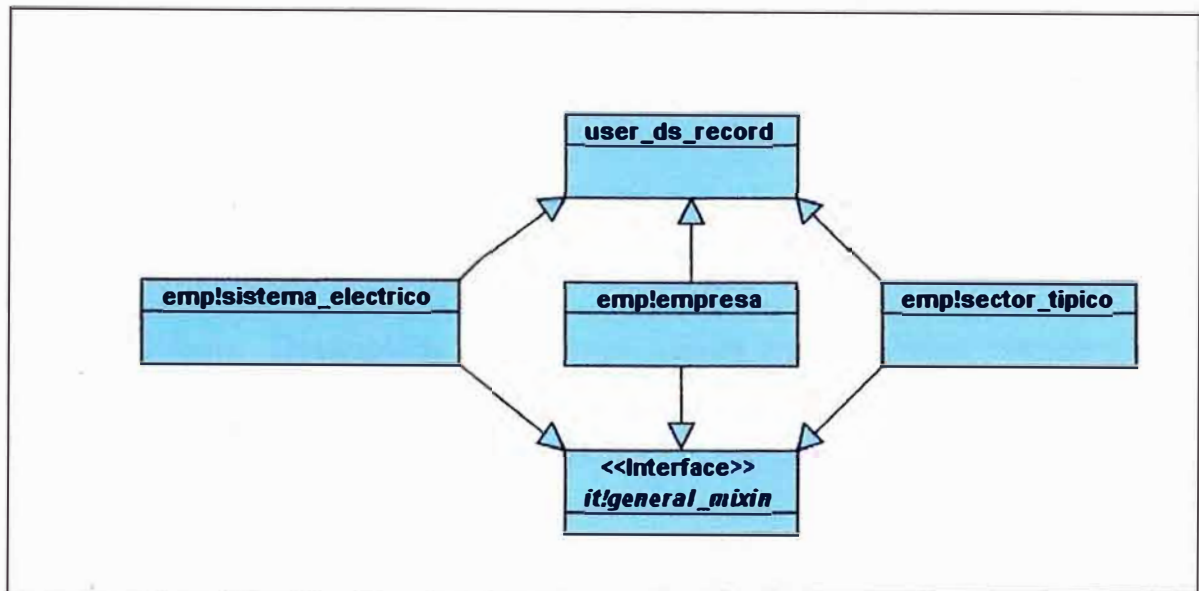 user_ds_record
emp!sistema_electrico
emp!empresa
emp!sector_tipico
<<Interface>>
it!general_mixin